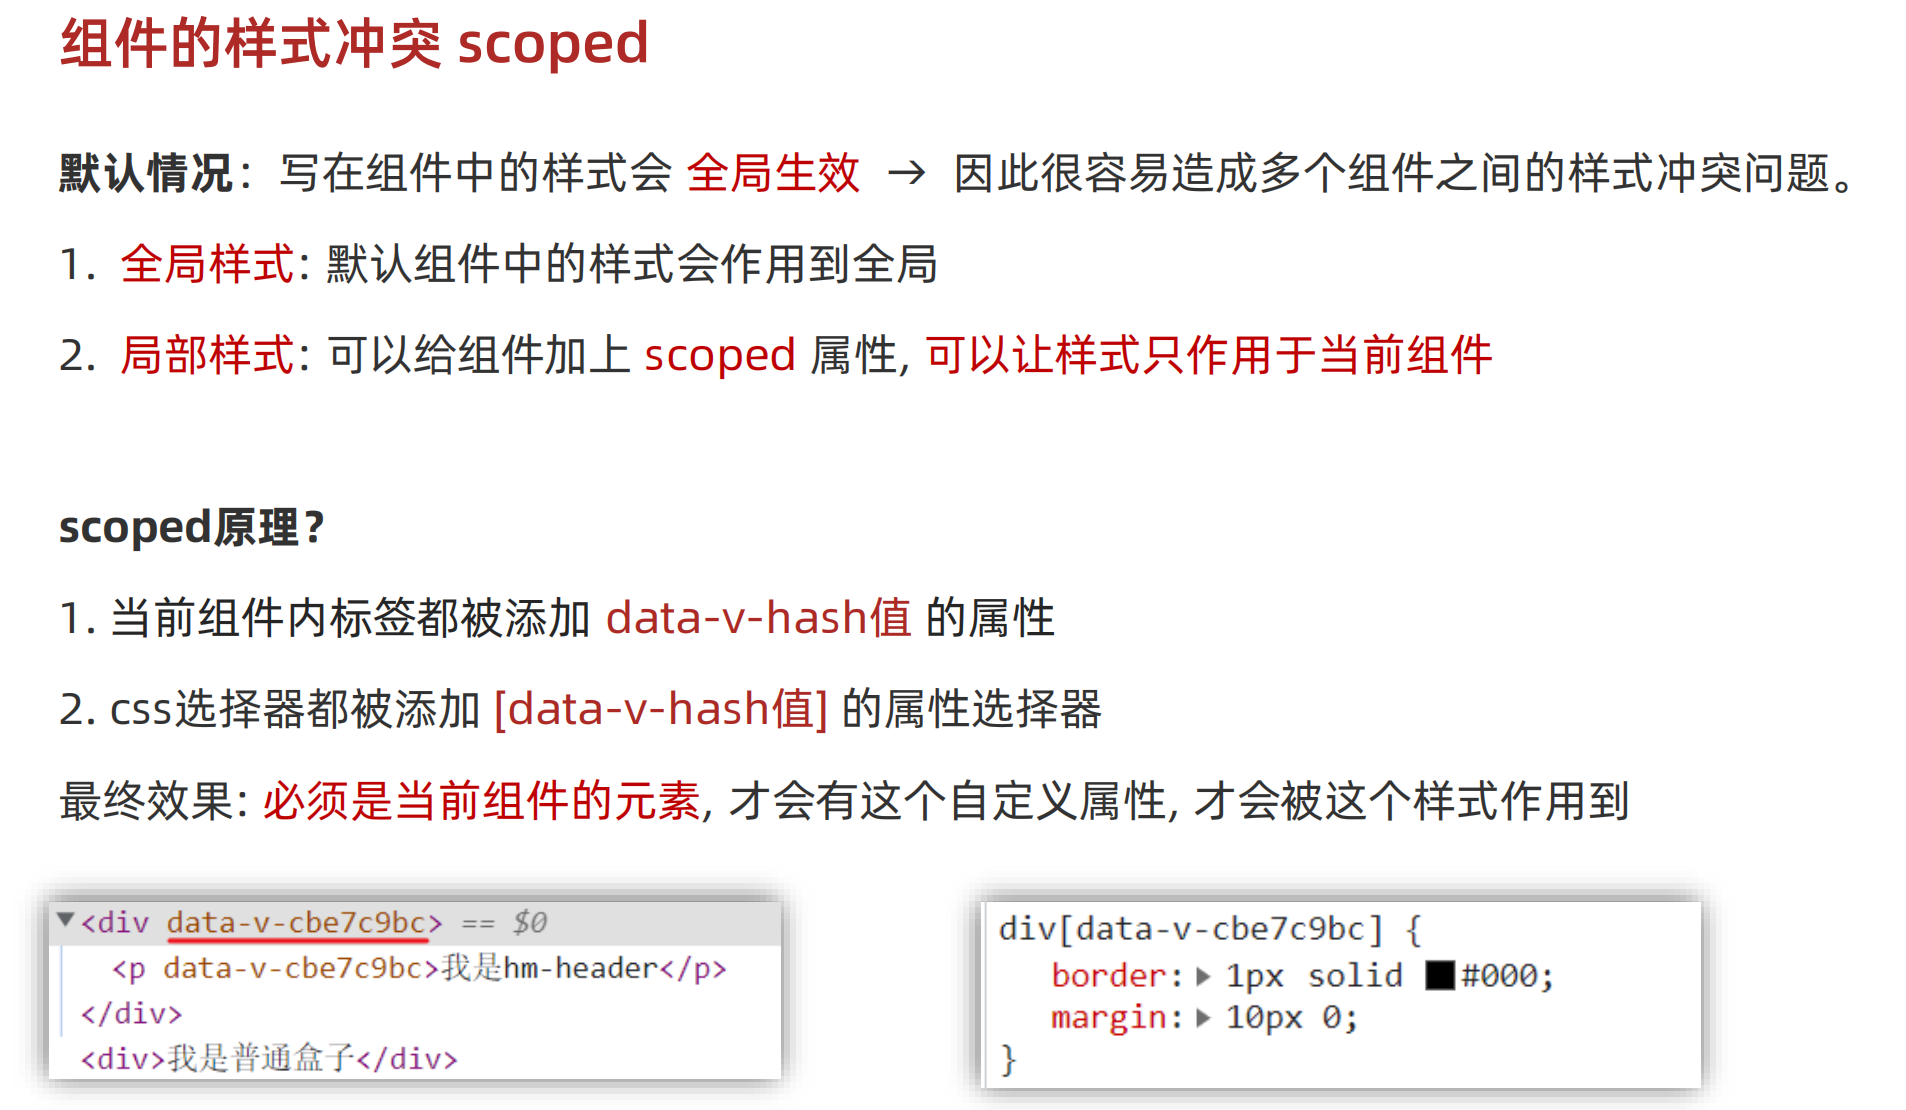 组件的样式冲突 scoped
默认情况：写在组件中的样式会 全局生效 → 因此很容易造成多个组件之间的样式冲突问题。
1. 全局样式: 默认组件中的样式会作用到全局
2. 局部样式: 可以给组件加上 scoped 属性, 可以让样式只作用于当前组件
scoped原理？
1. 当前组件内标签都被添加 data-v-hash值 的属性
2. css选择器都被添加 [data-v-hash值] 的属性选择器
最终效果: 必须是当前组件的元素, 才会有这个自定义属性, 才会被这个样式作用到
▼<div data-v-cbe7c9bc> == $0
<p data-v-cbe7c9bc>我是hm-header</p>
</div>
<div>我是普通盒子</div>
div[data-v-cbe7c9bc] {
border:▶ 1px solid ■#000;
margin:▶ 10px 0;
}